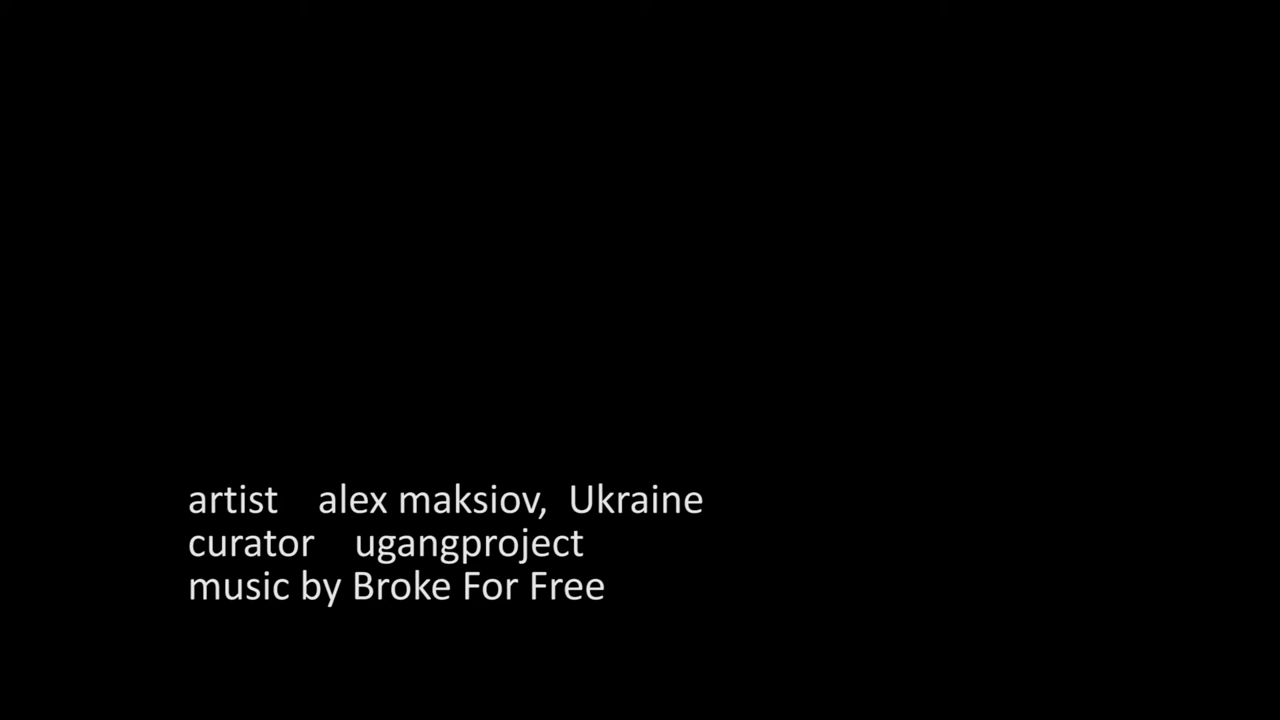 artist alex maksiov, Ukraine
curator ugangproject
music by Broke For Free